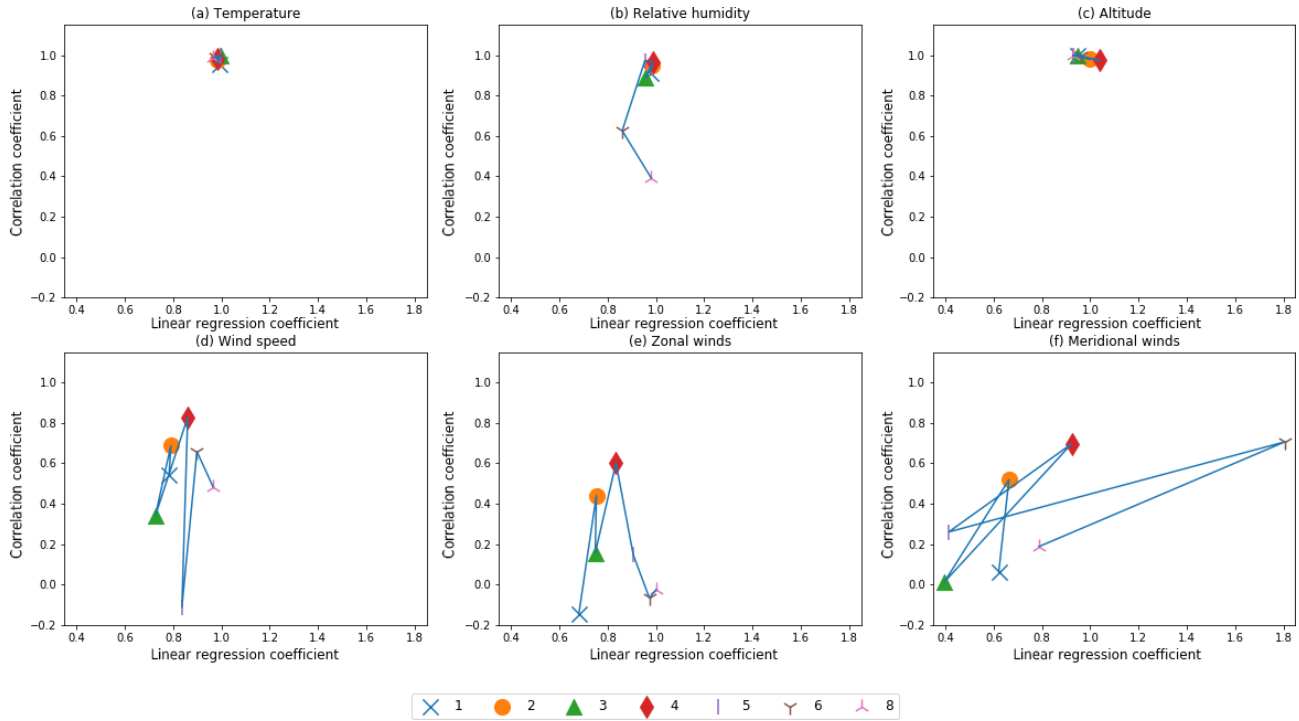 (a) Temperature
(b) Relative humidity
(c) Altitude
Correlation coefficient
1.0
0.8
0.6
0.4
0.2
0.0
−0.2
0.4 0.6 0.8 1.0 1.2 1.4 1.6 1.8
Linear regression coefficient
Correlation coefficient
1.0
0.8
0.6
0.4
0.2
0.0
−0.2
0.4 0.6 0.8 1.0 1.2 1.4 1.6 1.8
Linear regression coefficient
Correlation coefficient
1.0
0.8
0.6
0.4
0.2
0.0
−0.2
0.4 0.6 0.8 1.0 1.2 1.4 1.6 1.8
Linear regression coefficient
(d) Wind speed
(e) Zonal winds
(f) Meridional winds
Correlation coefficient
1.0
0.8
0.6
0.4
0.2
0.0
−0.2
0.4 0.6 0.8 1.0 1.2 1.4 1.6 1.8
Linear regression coefficient
Correlation coefficient
1.0
0.8
0.6
0.4
0.2
0.0
−0.2
0.4 0.6 0.8 1.0 1.2 1.4 1.6 1.8
Linear regression coefficient
Correlation coefficient
1.0
0.8
0.6
0.4
0.2
0.0
−0.2
0.4 0.6 0.8 1.0 1.2 1.4 1.6 1.8
Linear regression coefficient
1 2 3 4 5 6 8